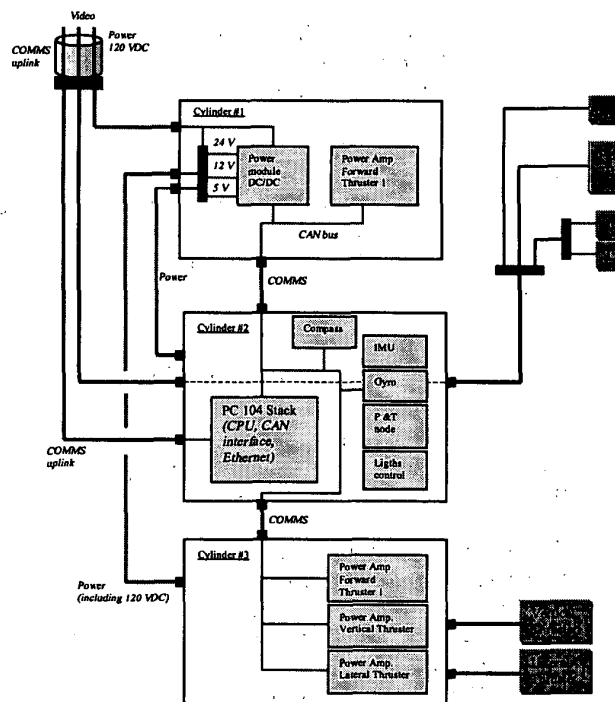 Video
Power
120 VDC
COMMS
uplink
Cylinder #1
24 V
12 V
5 V
Power
module
DC/DC
Power Amp
Forward
Thruster 1
CAN bus
COMMS
Power
Cylinder #2
Compass
IMU
Gyro
P &T
node
Ligths
control
PC 104 Stack
(CPU, CAN
interface,
Ethernet)
COMMS
uplink
COMMS
Cylinder #3
Power
(including 120 VDC)
Power Amp
Forward
Thruster 1
Power Amp.
Vertical Thruster
Power Amp.
Lateral Thruster